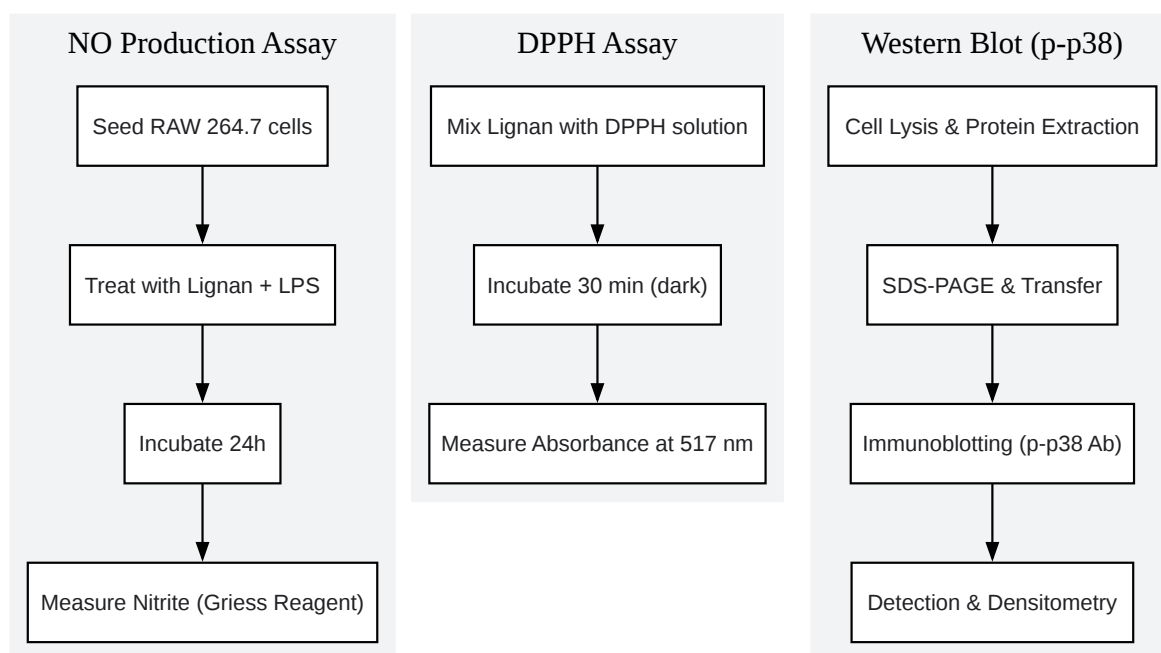 NO Production Assay
Seed RAW 264.7 cells
Treat with Lignan + LPS
Incubate 24h
Measure Nitrite (Griess Reagent)
DPPH Assay
Mix Lignan with DPPH solution
Incubate 30 min (dark)
Measure Absorbance at 517 nm
Western Blot (p-p38)
Cell Lysis & Protein Extraction
SDS-PAGE & Transfer
Immunoblotting (p-p38 Ab)
Detection & Densitometry